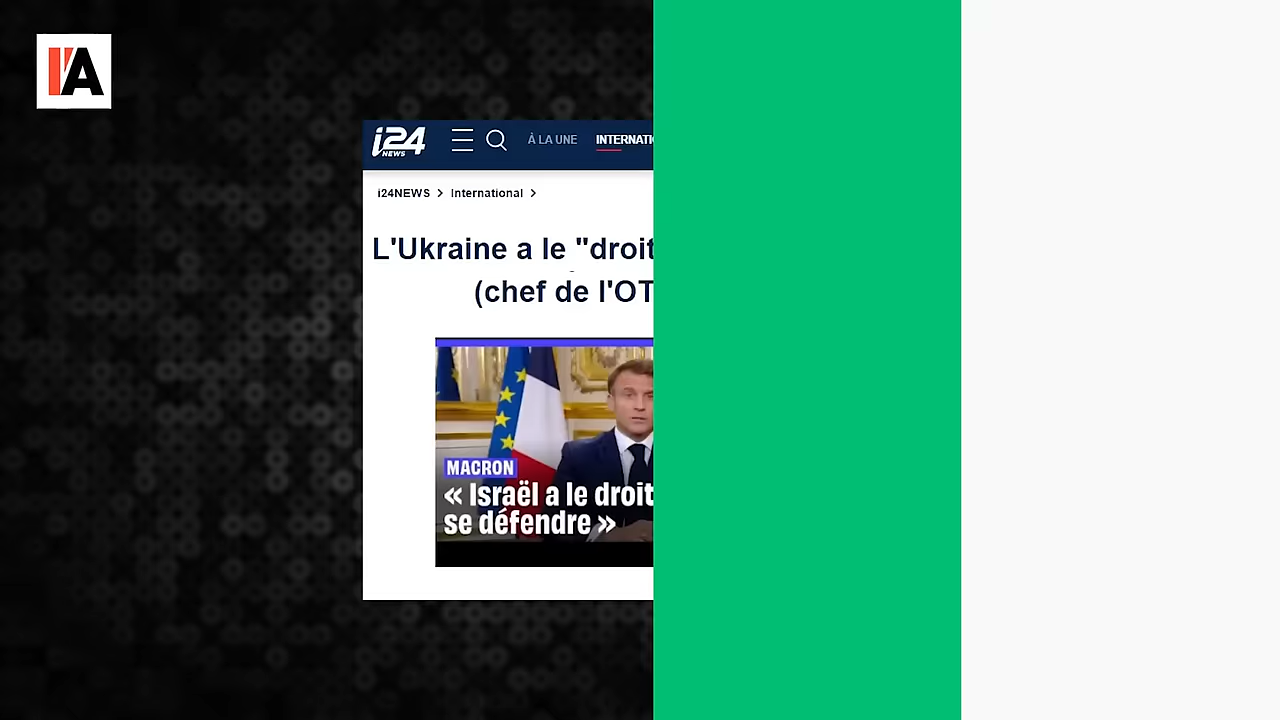 I'A
i24
NEWS
À LA UNE INTERNATI
i24NEWS > International >
L'Ukraine a le "droit
(chef de l'OT
MACRON
« Israël a le droit
se défendre »